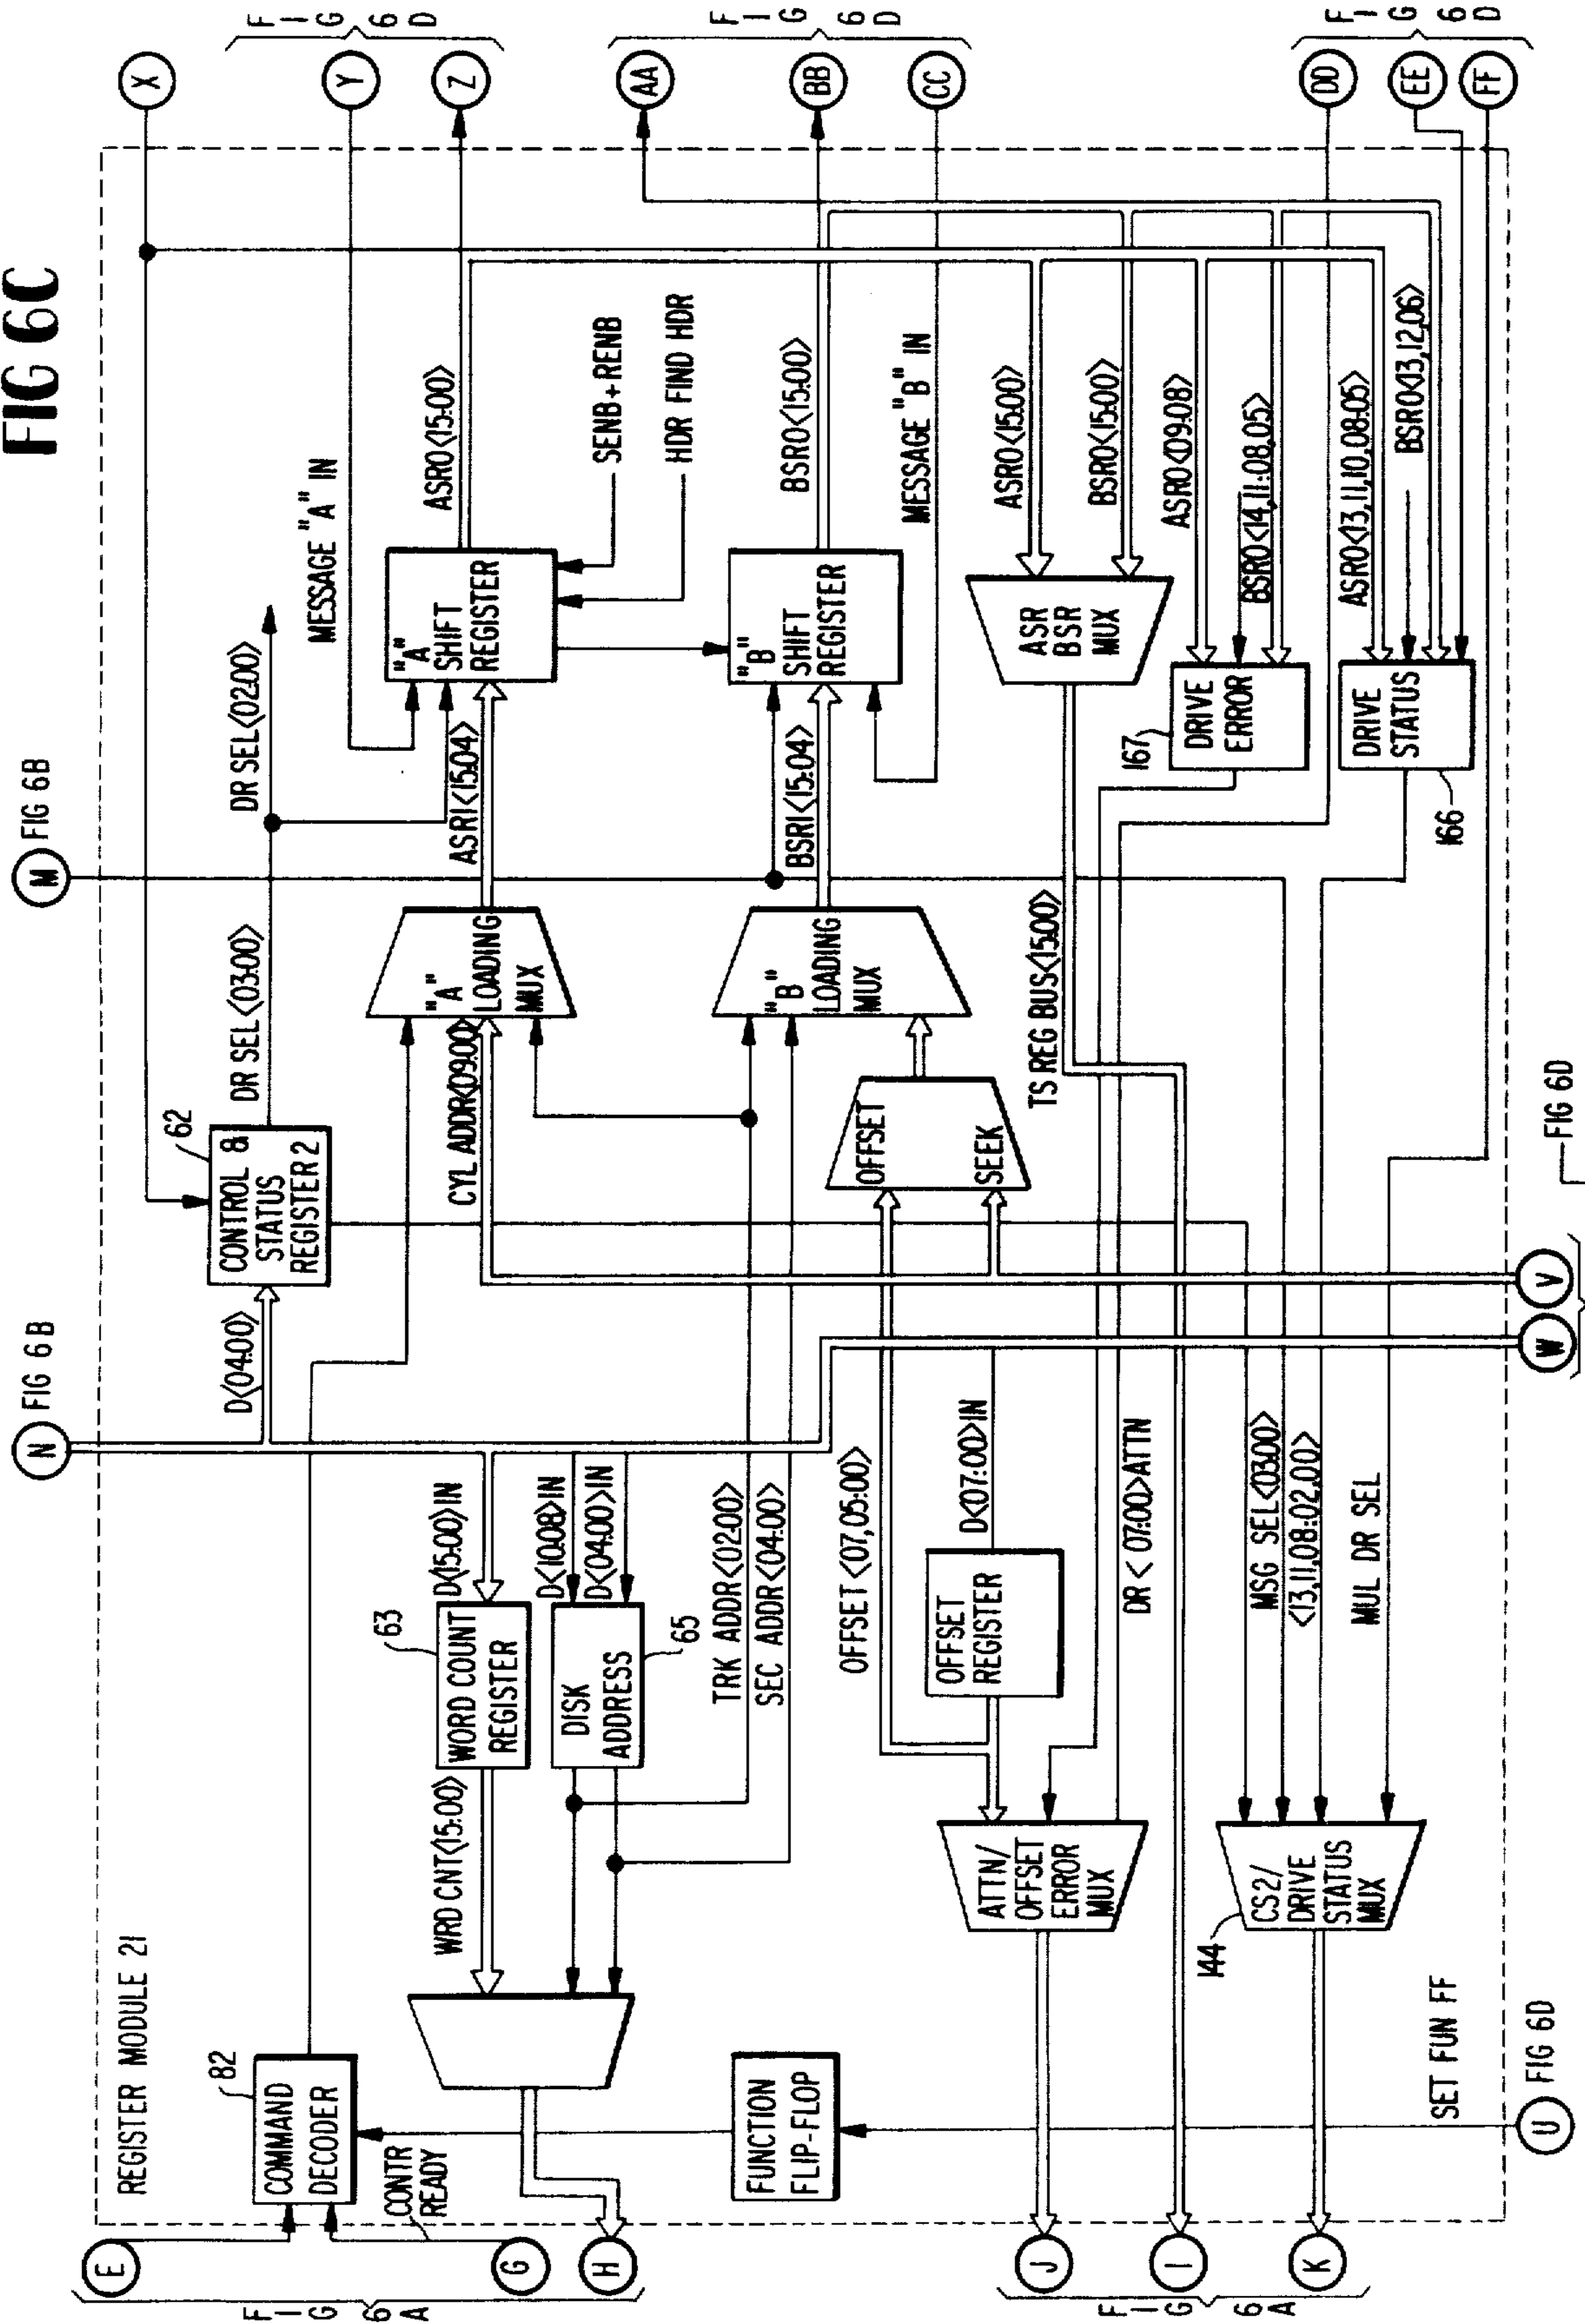 FIG 6C
REGISTER MODULE 21
FIG 6A
E
G
H
FIG 6A
J
I
K
N FIG 6B
M FIG 6B
X
FIG 6D
Y
Z
FIG 6D
AA
BB
CC
FIG 6D
DD
EE
FF
82
COMMAND
DECODER
CONTR
READY
FUNCTION
FLIP-FLOP
SET FUN FF
U FIG 6D
WRD CNT<15:00>
63
WORD COUNT
REGISTER
D<15:00>IN
DISK
ADDRESS
65
D<10:08>IN
D<04:00>IN
TRK ADDR<02:00>
SEC ADDR<04:00>
D<04:00>
62
CONTROL &
STATUS
REGISTER 2
DR SEL<03:00>
DR SEL<02:00>
CYL ADDR<09:00>
"A"
LOADING
MUX
ASRI<15:04>
MESSAGE "A" IN
"A"
SHIFT
REGISTER
ASRO<15:00>
SENB+RENB
HDR FIND HDR
"B"
LOADING
MUX
BSRI<15:04>
"B"
SHIFT
REGISTER
BSRO<15:00>
MESSAGE "B" IN
OFFSET
SEEK
OFFSET<07,05:00>
OFFSET
REGISTER
D<07:00>IN
TS REG BUS<15:00>
ASR
BSR
MUX
ASRO<15:00>
BSRO<15:00>
ASRO<09:08>
BSRO<14,11:08,05>
167
DRIVE
ERROR
ASRO<13,11,10,08:05>
BSRO<13,12,06>
DRIVE
STATUS
166
ATTN/
OFFSET
ERROR
MUX
DR<07:00>ATTN
144
CS2/
DRIVE
STATUS
MUX
MSG SEL<03:00>
<13,11,08:02,00>
MUL DR SEL
W
V
FIG 6D